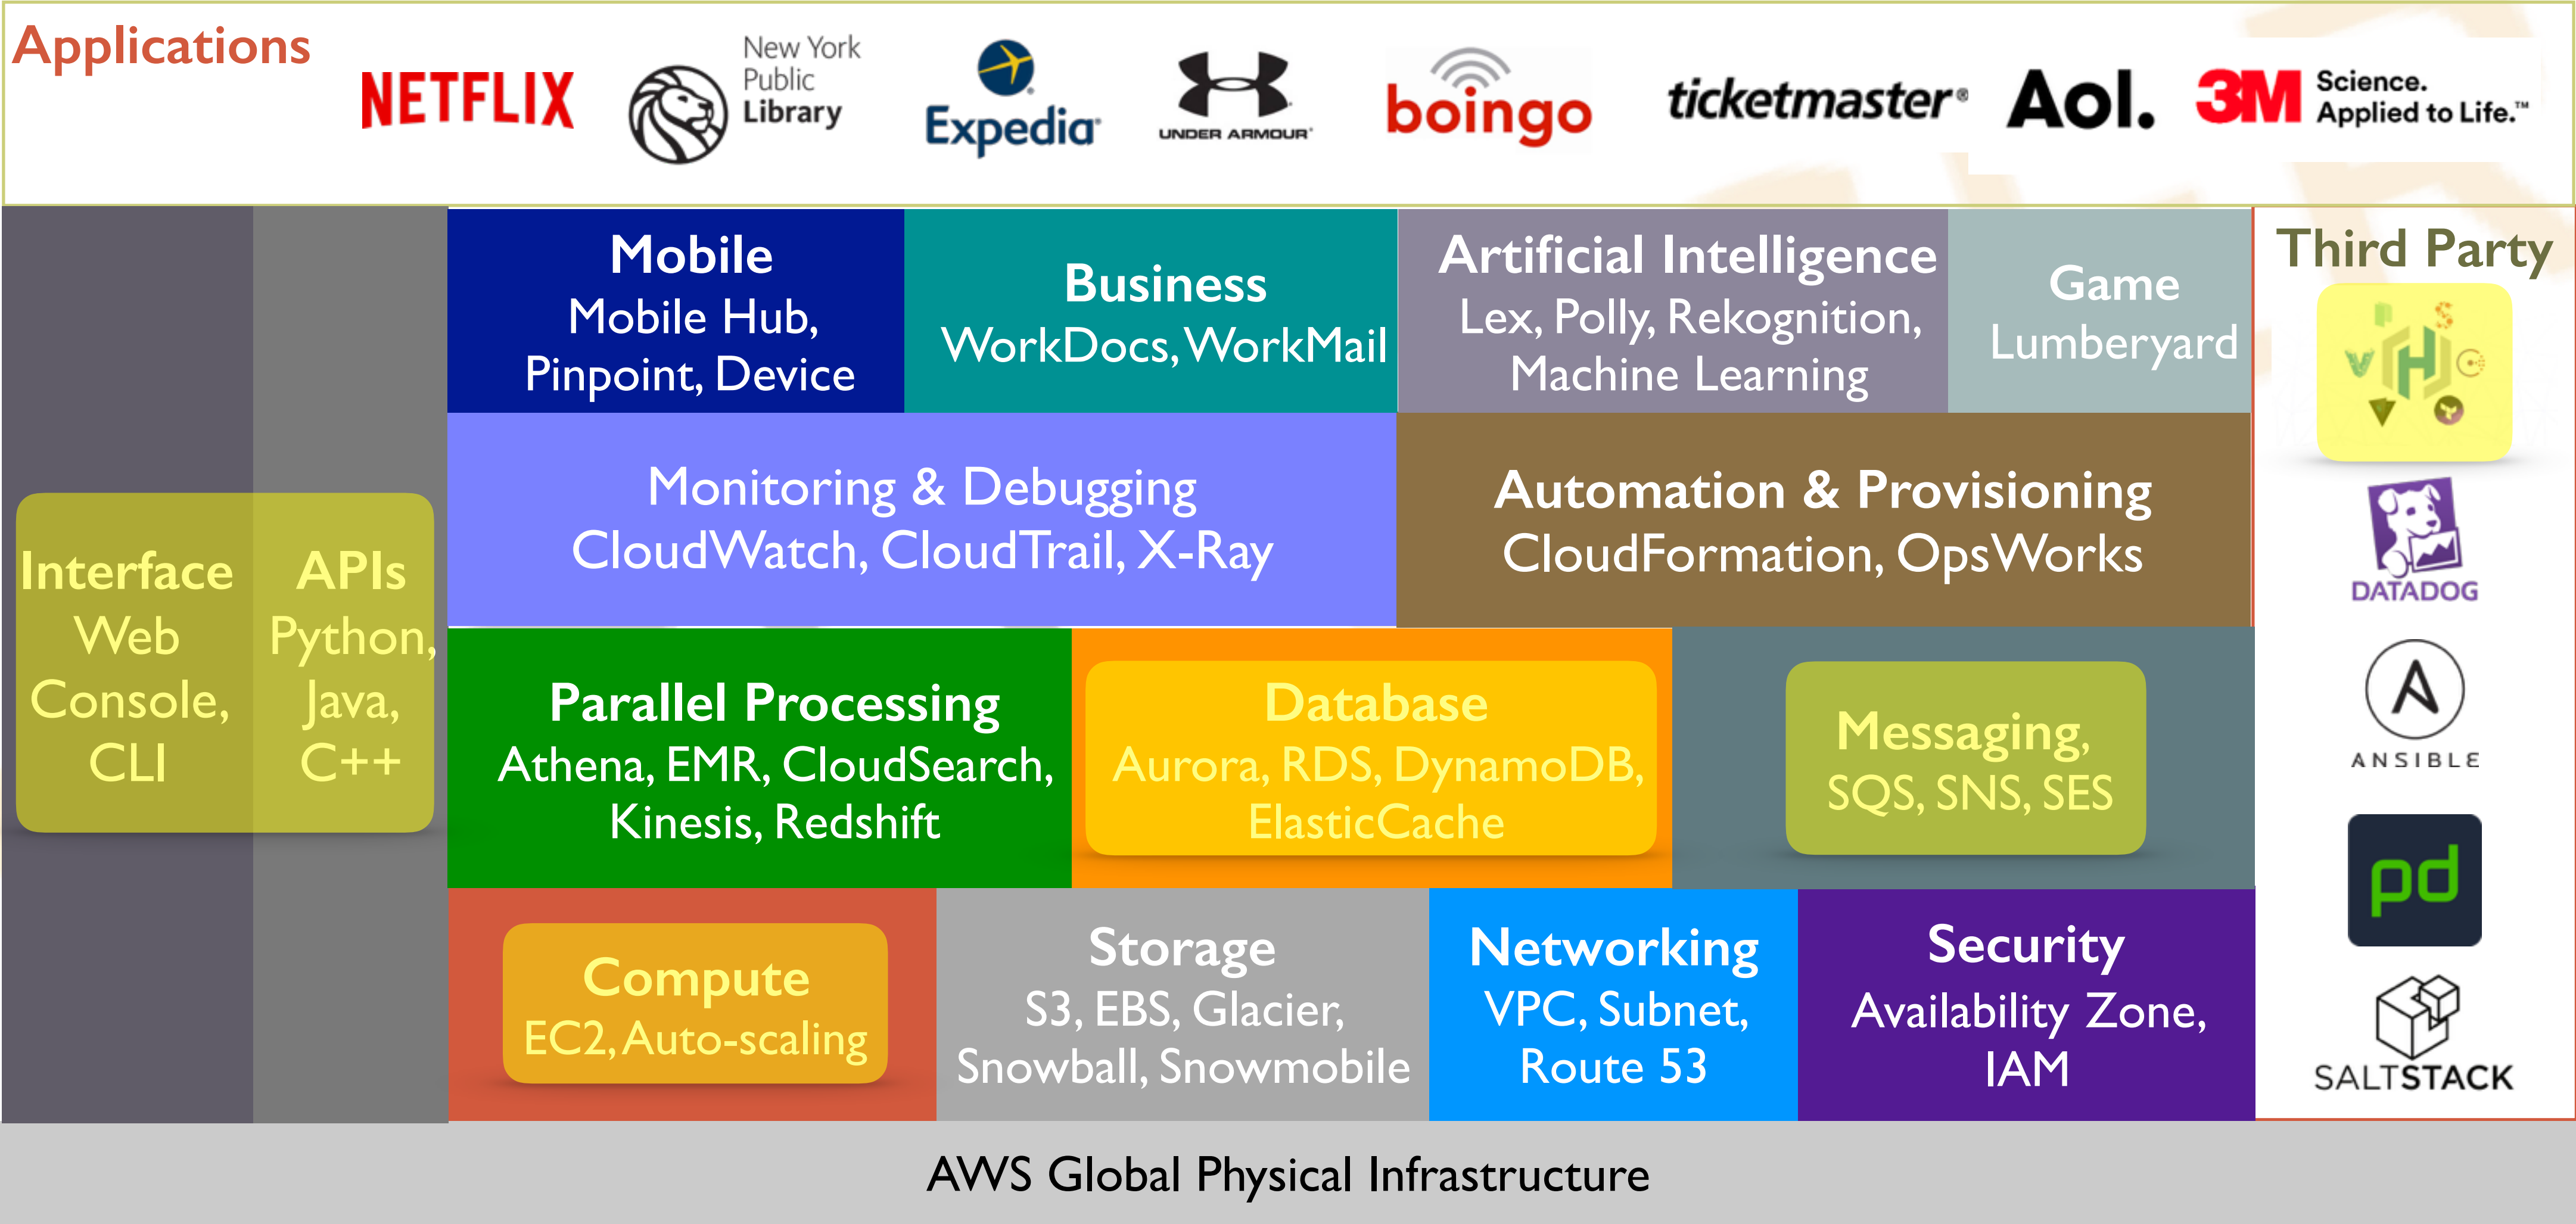 Applications
NETFLIX
New York
Public
Library
Expedia®
UNDER ARMOUR®
boingo
ticketmaster®
Aol.
3M Science.
Applied to Life.™
Interface
Web
Console,
CLI
APIs
Python,
Java,
C++
Mobile
Mobile Hub,
Pinpoint, Device
Business
WorkDocs, WorkMail
Artificial Intelligence
Lex, Polly, Rekognition,
Machine Learning
Game
Lumberyard
Monitoring & Debugging
CloudWatch, CloudTrail, X-Ray
Automation & Provisioning
CloudFormation, OpsWorks
Parallel Processing
Athena, EMR, CloudSearch,
Kinesis, Redshift
Database
Aurora, RDS, DynamoDB,
ElasticCache
Messaging,
SQS, SNS, SES
Compute
EC2, Auto-scaling
Storage
S3, EBS, Glacier,
Snowball, Snowmobile
Networking
VPC, Subnet,
Route 53
Security
Availability Zone,
IAM
Third Party
H
DATADOG
A
ANSIBLE
pd
SALTSTACK
AWS Global Physical Infrastructure